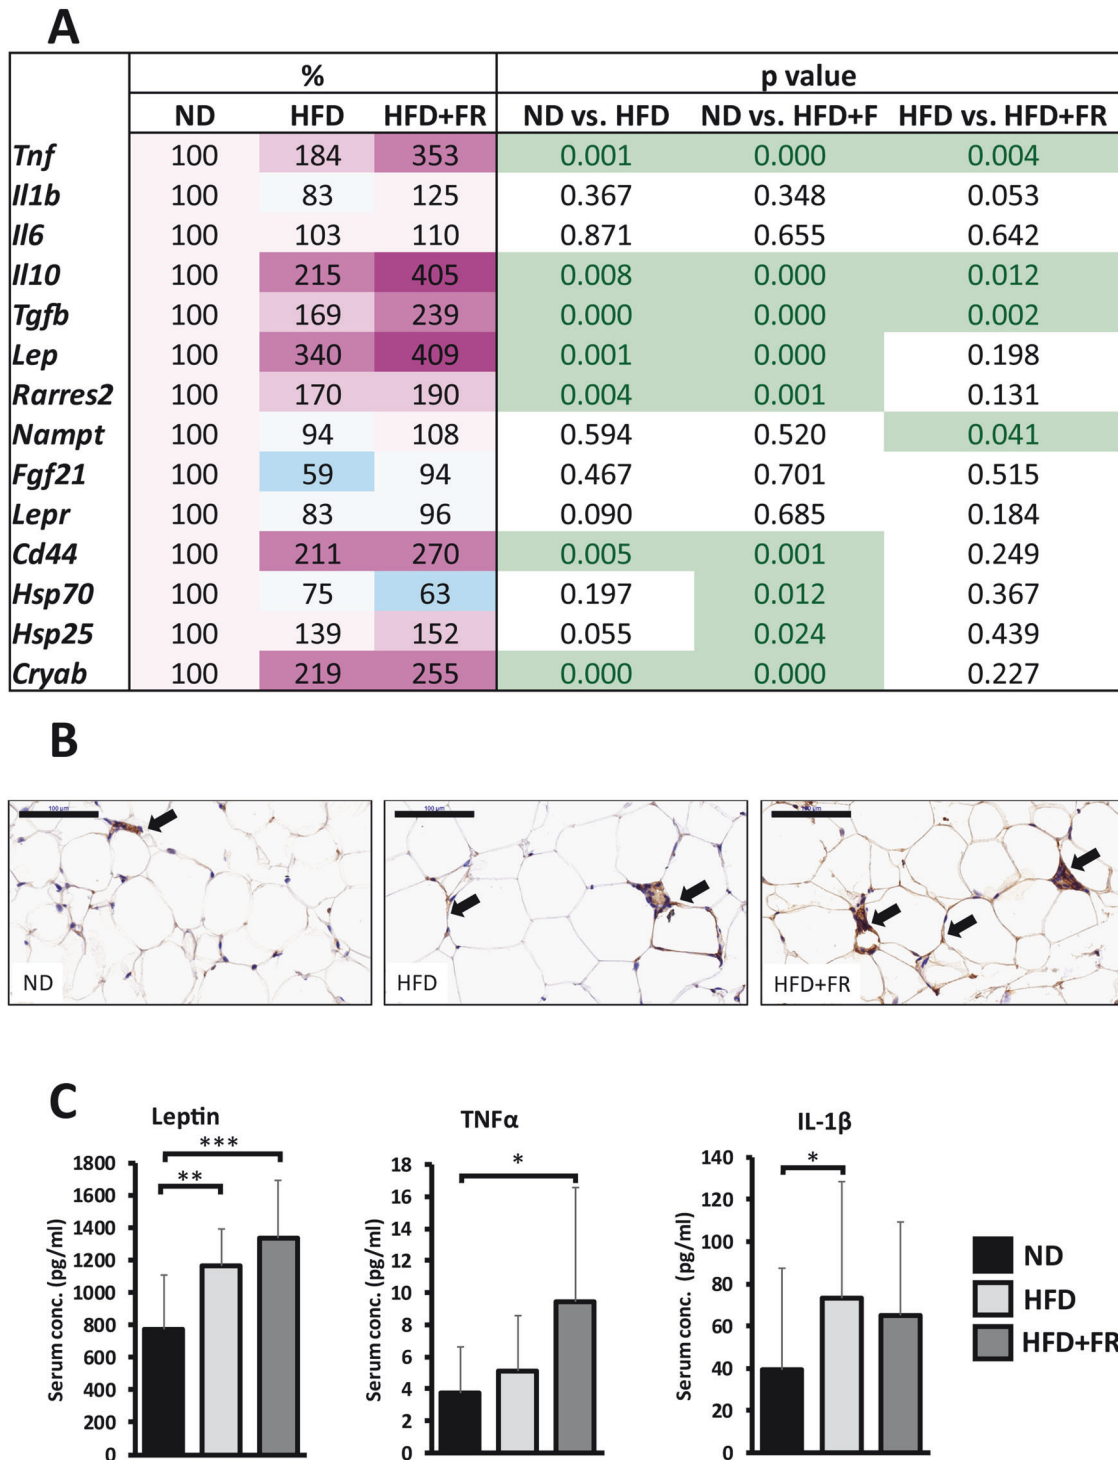 A
% p value
ND HFD HFD+FR ND vs. HFD ND vs. HFD+F HFD vs. HFD+FR
Tnf 100 184 353 0.001 0.000 0.004
Il1b 100 83 125 0.367 0.348 0.053
Il6 100 103 110 0.871 0.655 0.642
Il10 100 215 405 0.008 0.000 0.012
Tgfb 100 169 239 0.000 0.000 0.002
Lep 100 340 409 0.001 0.000 0.198
Rarres2 100 170 190 0.004 0.001 0.131
Nampt 100 94 108 0.594 0.520 0.041
Fgf21 100 59 94 0.467 0.701 0.515
Lepr 100 83 96 0.090 0.685 0.184
Cd44 100 211 270 0.005 0.001 0.249
Hsp70 100 75 63 0.197 0.012 0.367
Hsp25 100 139 152 0.055 0.024 0.439
Cryab 100 219 255 0.000 0.000 0.227
B
100 µm 100 µm 100 µm
ND HFD HFD+FR
C
Leptin
***
**
Serum conc. (pg/ml)
1800
1600
1400
1200
1000
800
600
400
200
0
TNFα
*
Serum conc. (pg/ml)
18
16
14
12
10
8
6
4
2
0
IL-1β
*
Serum conc. (pg/ml)
140
120
100
80
60
40
20
0
ND
HFD
HFD+FR